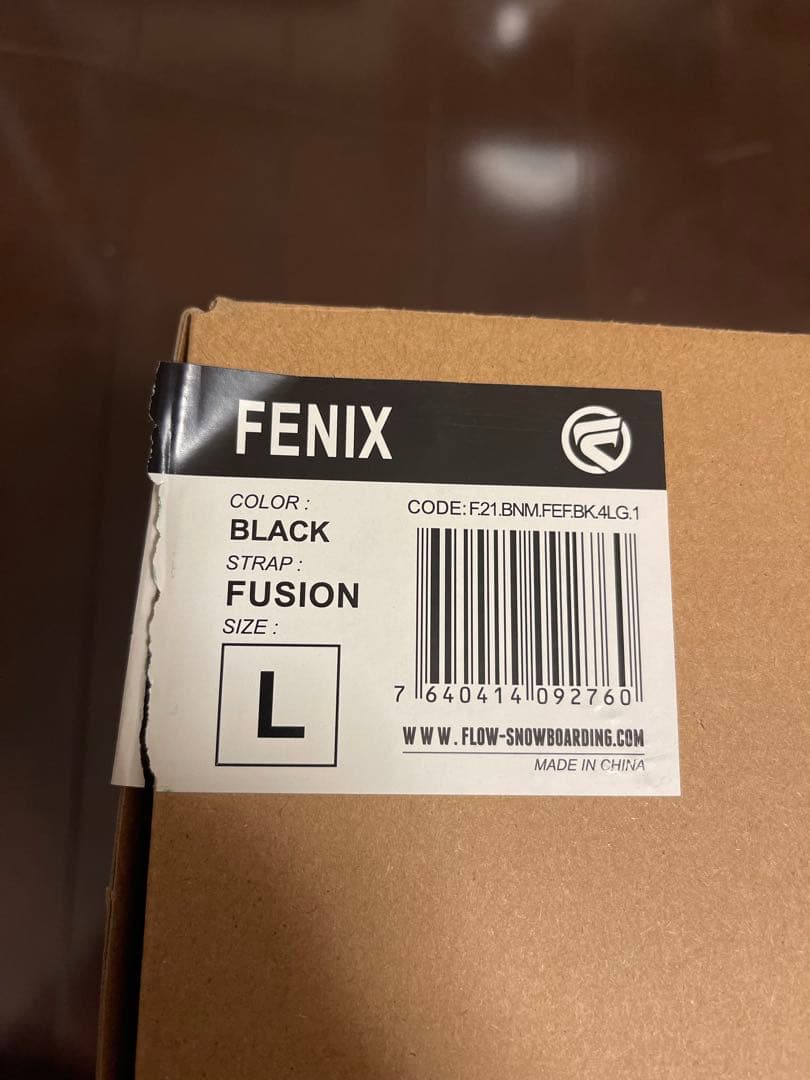 FENIX
COLOR :
BLACK
STRAP :
FUSION
SIZE :
L
CODE: F.21.BNM.FEF.BK.4LG.1
7 640414 092760
WWW.FLOW-SNOWBOARDING.COM
MADE IN CHINA